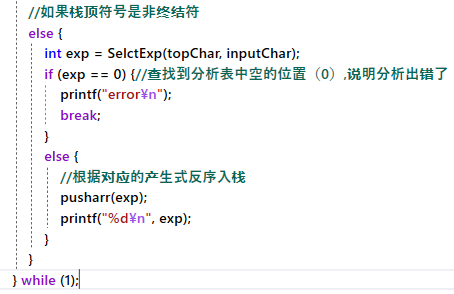 //如果栈顶符号是非终结符
else {
int exp = SelctExp(topChar, inputChar);
if (exp == 0) {//查找到分析表中空的位置（0）,说明分析出错了
printf("error¥n");
break;
}
else {
//根据对应的产生式反序入栈
pusharr(exp);
printf("%d¥n", exp);
}
}
} while (1);